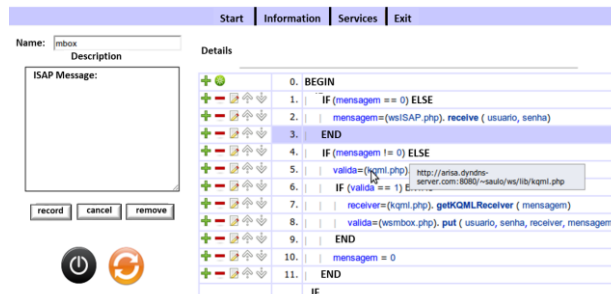 Start Information Services Exit
Name: mbox
Description
ISAP Message:
record cancel remove
Details
0. BEGIN
1. IF (mensagem == 0) ELSE
2. mensagem=(wsISAP.php). receive ( usuario, senha)
3. END
4. IF (mensagem != 0) ELSE
5. valida=(kqml.php).
http://arisa.dyndns-
server.com:8080/~saulo/ws/lib/kqml.php
6. IF (valida == 1)
7. receiver=(kqml.php). getKQMLReceiver ( mensagem)
8. valida=(wsmbox.php). put ( usuario, senha, receiver, mensagem
9. END
10. mensagem = 0
11. END
IF